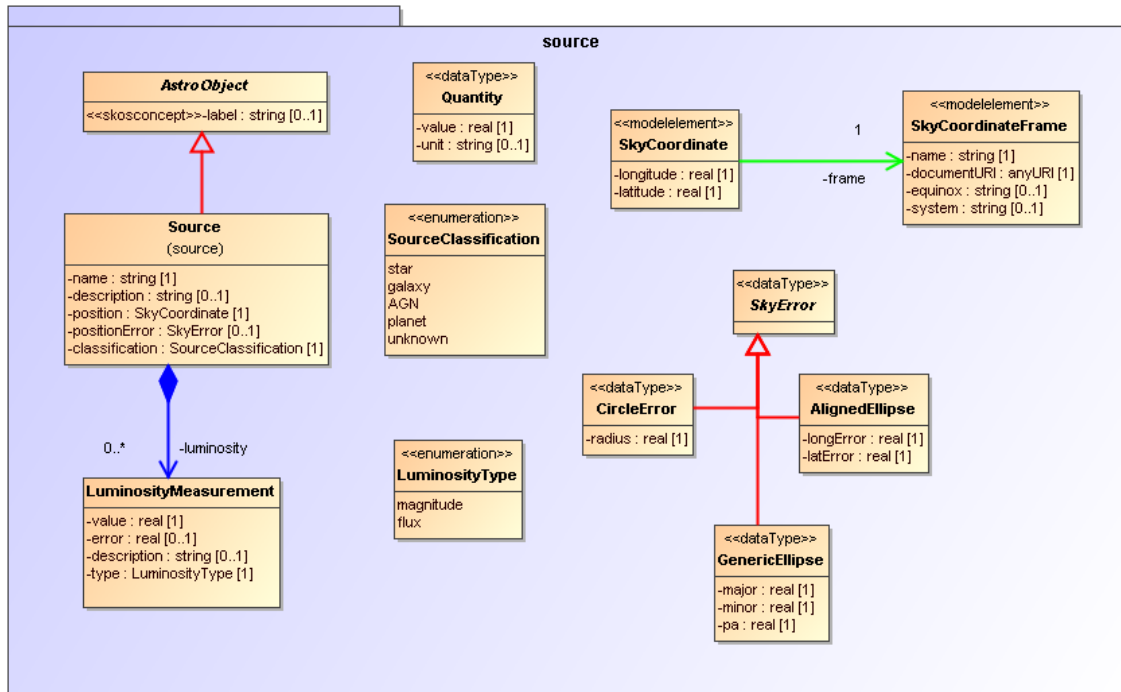 source
AstroObject
<<skosconcept>>-label : string [0..1]
<<dataType>>
Quantity
-value : real [1]
-unit : string [0..1]
<<modelelement>>
SkyCoordinate
-longitude : real [1]
-latitude : real [1]
1
-frame
<<modelelement>>
SkyCoordinateFrame
-name : string [1]
-documentURI : anyURI [1]
-equinox : string [0..1]
-system : string [0..1]
Source
(source)
-name : string [1]
-description : string [0..1]
-position : SkyCoordinate [1]
-positionError : SkyError [0..1]
-classification : SourceClassification [1]
<<enumeration>>
SourceClassification
star
galaxy
AGN
planet
unknown
<<dataType>>
SkyError
<<dataType>>
CircleError
-radius : real [1]
<<dataType>>
AlignedEllipse
-longError : real [1]
-latError : real [1]
0..*
-luminosity
<<enumeration>>
LuminosityType
magnitude
flux
LuminosityMeasurement
-value : real [1]
-error : real [0..1]
-description : string [0..1]
-type : LuminosityType [1]
<<dataType>>
GenericEllipse
-major : real [1]
-minor : real [1]
-pa : real [1]